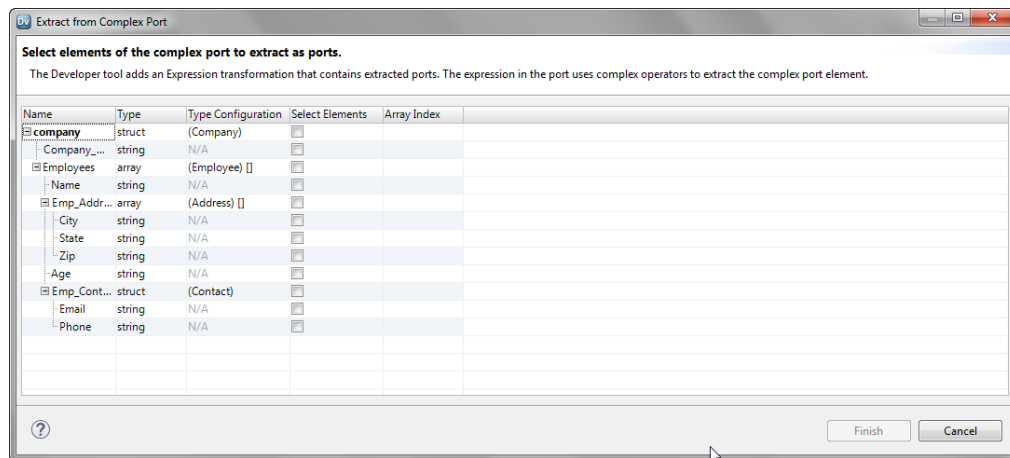 Dv Extract from Complex Port
Select elements of the complex port to extract as ports.
The Developer tool adds an Expression transformation that contains extracted ports. The expression in the port uses complex operators to extract the complex port element.
Name Type Type Configuration Select Elements Array Index
company struct (Company)
Company_... string N/A
Employees array (Employee) []
Name string N/A
Emp_Addr... array (Address) []
City string N/A
State string N/A
Zip string N/A
Age string N/A
Emp_Cont... struct (Contact)
Email string N/A
Phone string N/A
? Finish Cancel